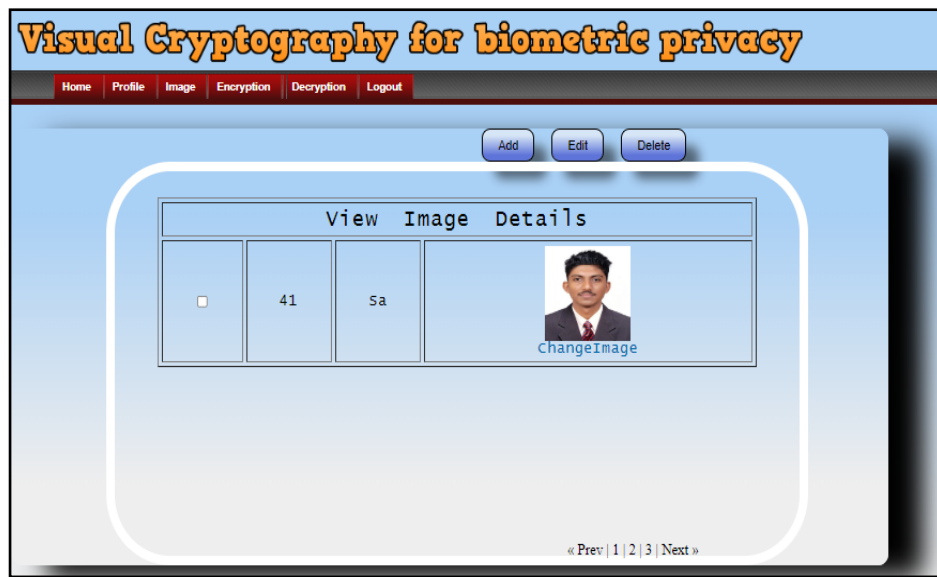 Visual Cryptography for biometric privacy
Home Profile Image Encryption Decryption Logout
Add Edit Delete
View Image Details
41 Sa
ChangeImage
« Prev | 1 | 2 | 3 | Next »